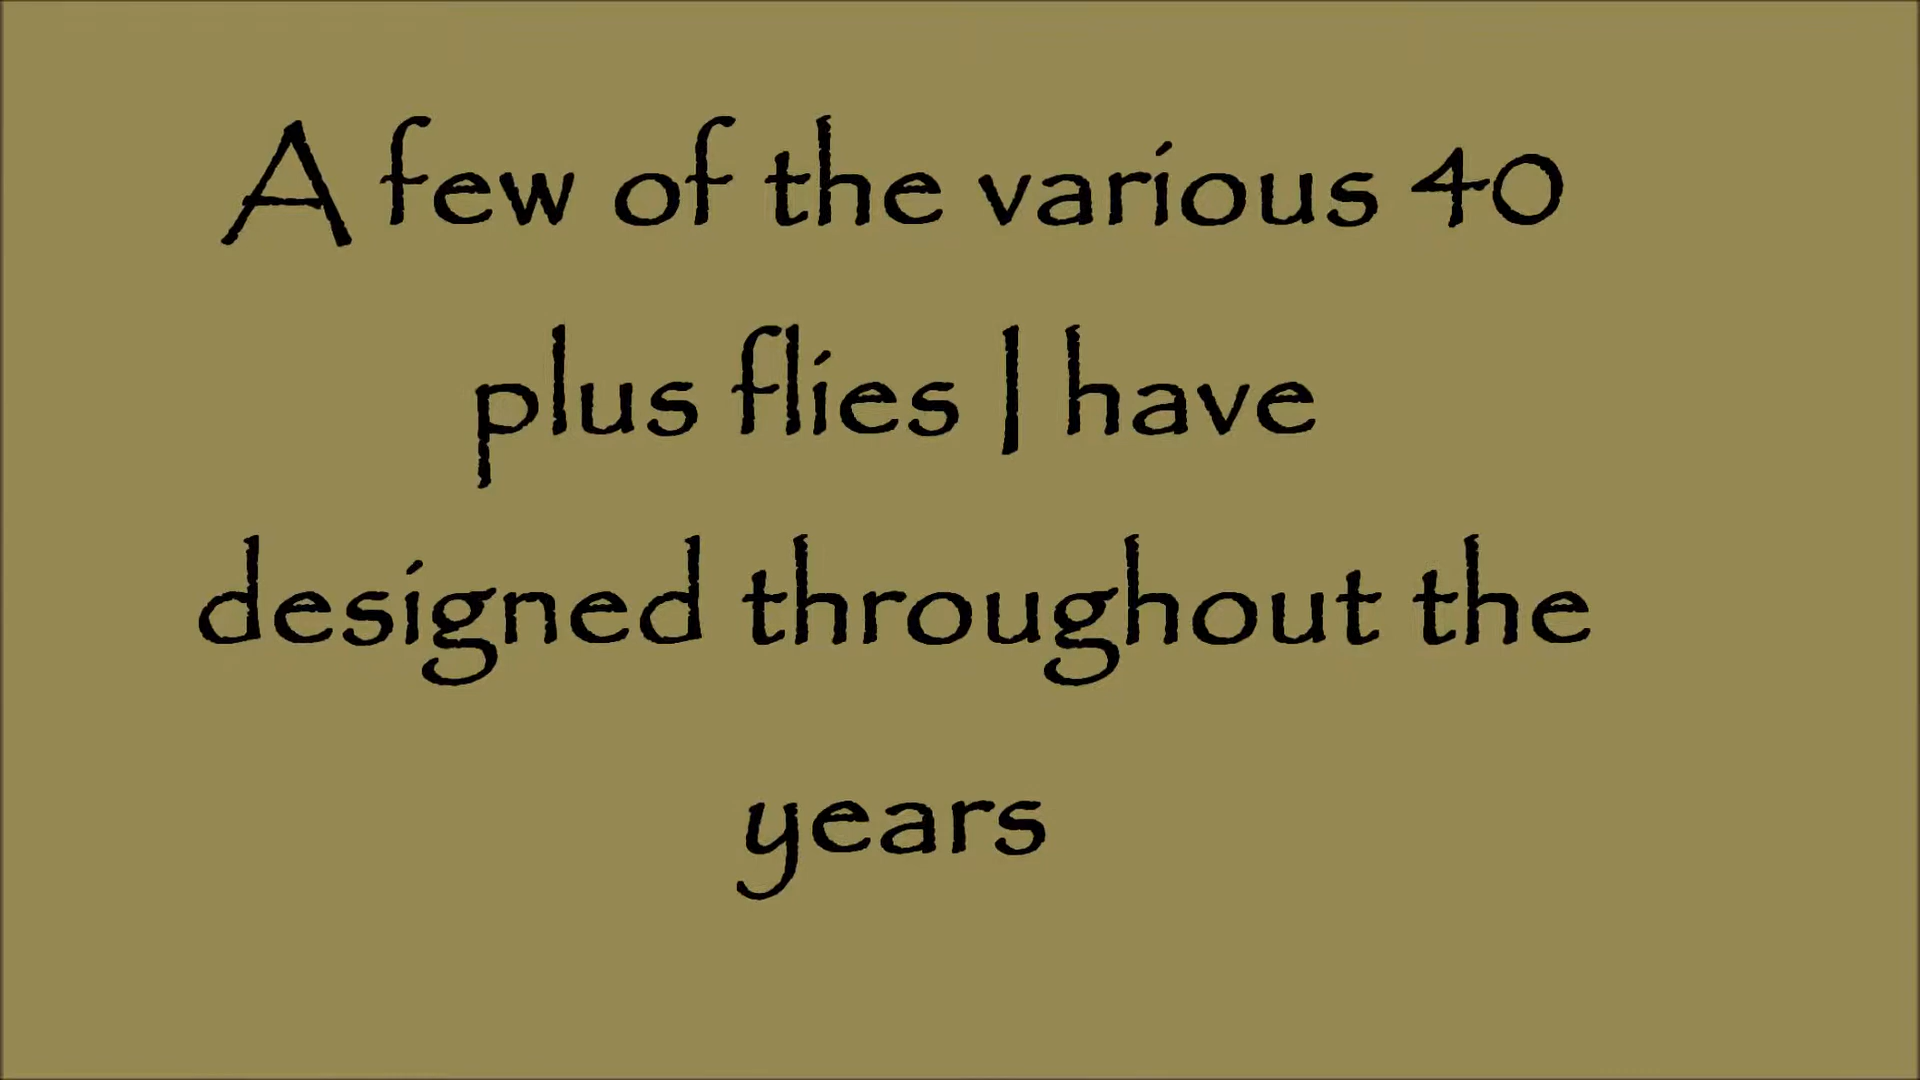 A few of the various 40
plus flies I have
designed throughout the
years